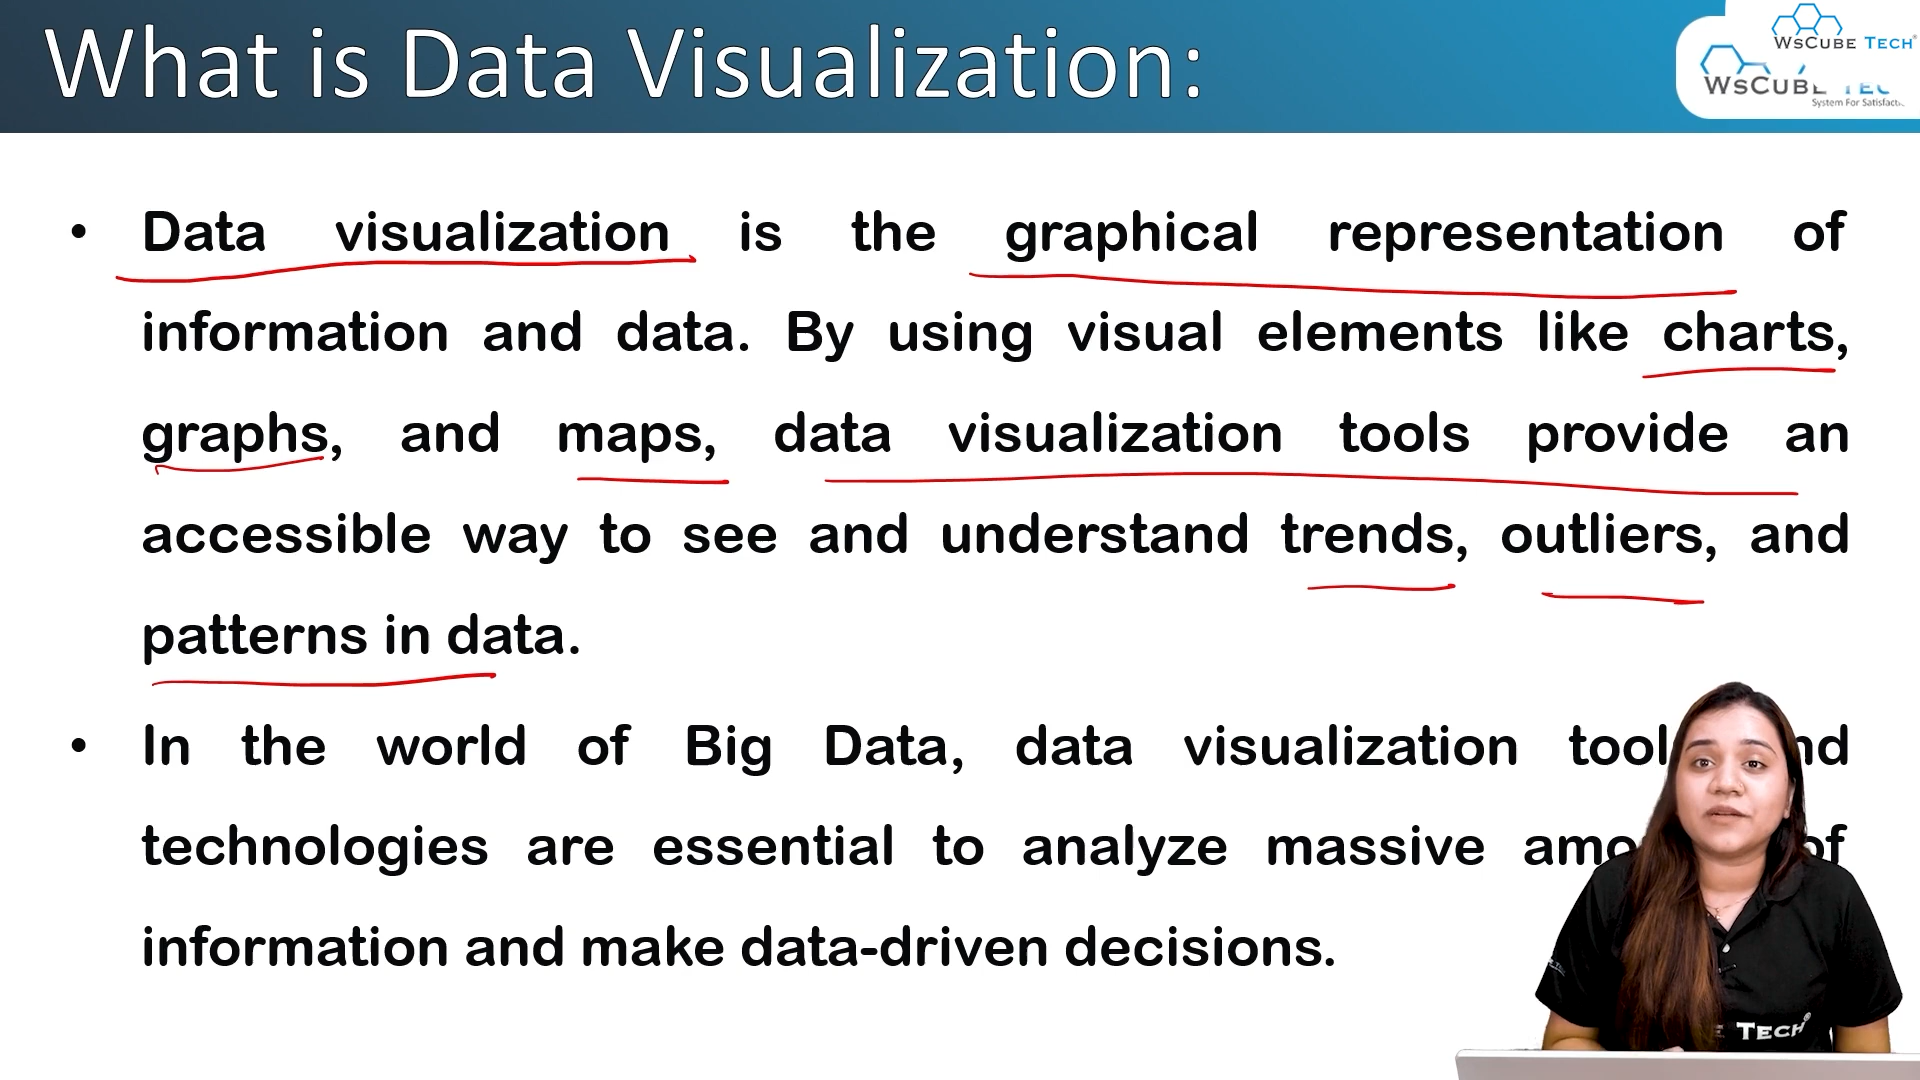 What is Data Visualization:
WsCube Tech
WsCube Tec
System For Satisfact
• Data visualization is the graphical representation of
information and data. By using visual elements like charts,
graphs, and maps, data visualization tools provide an
accessible way to see and understand trends, outliers, and
patterns in data.
• In the world of Big Data, data visualization
technologies are essential to analyze massive of
information and make data-driven decisions.
Tech